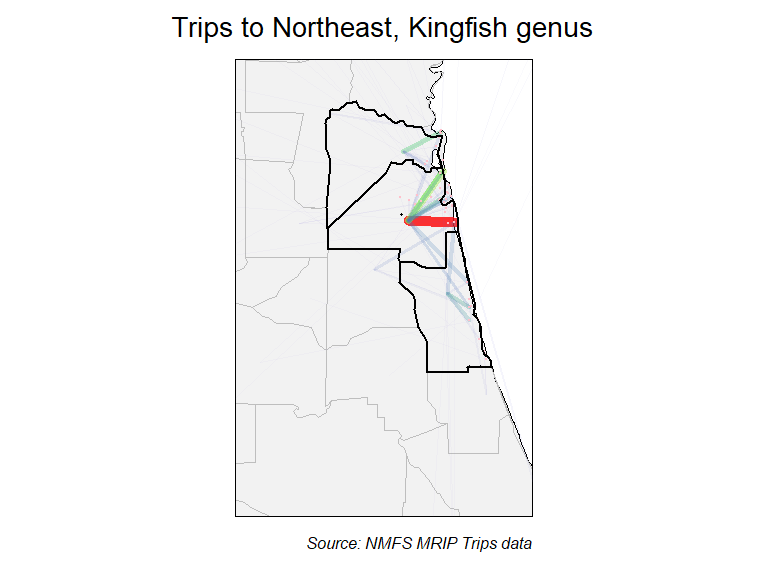 Trips to Northeast, Kingfish genus
Source: NMFS MRIP Trips data